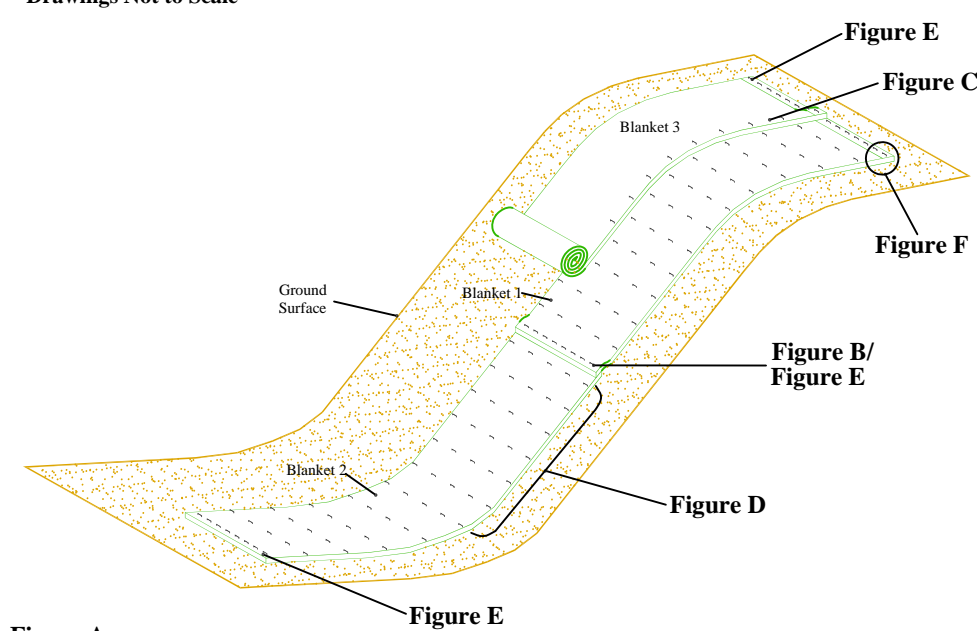 Drawings Not to Scale
Figure E
Figure C
Blanket 3
Figure F
Ground
Surface
Blanket 1
Figure B/
Figure E
Blanket 2
Figure D
Figure E
Figure A